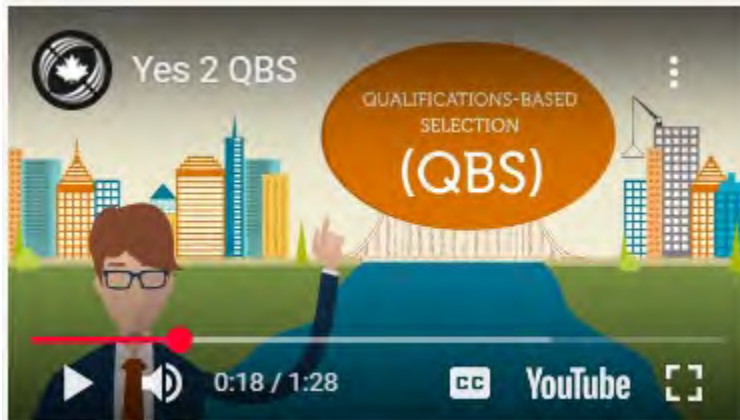 Yes 2 QBS
QUALIFICATIONS-BASED
SELECTION
(QBS)
0:18 / 1:28
CC
YouTube